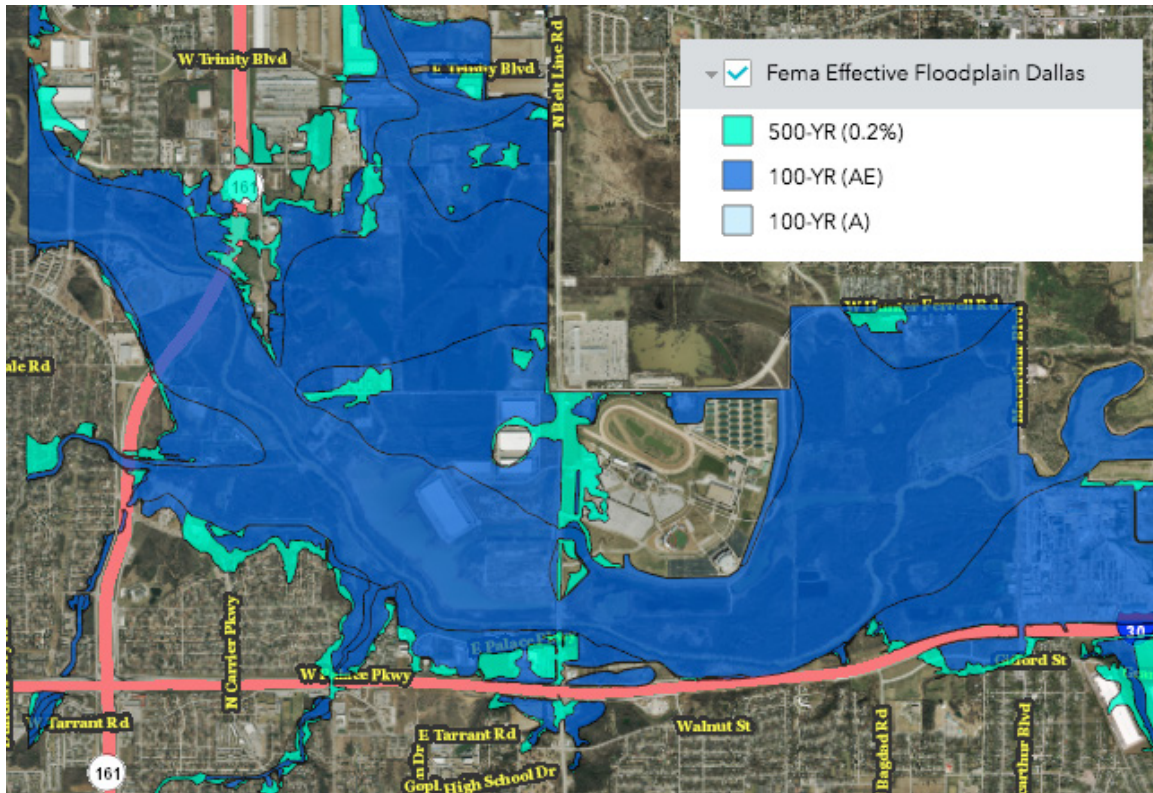 W Trinity Blvd
E Trinity Blvd
N Belt Line Rd
Fema Effective Floodplain Dallas
500-YR (0.2%)
100-YR (AE)
100-YR (A)
161
W Hunter Ferrell Rd
ale Rd
N Carrier Pkwy
E Palace Pkwy
W Palace Pkwy
30
Gifford St
W Tarrant Rd
E Tarrant Rd
Walnut St
Bagdad Rd
carthur Blvd
161
High School Dr